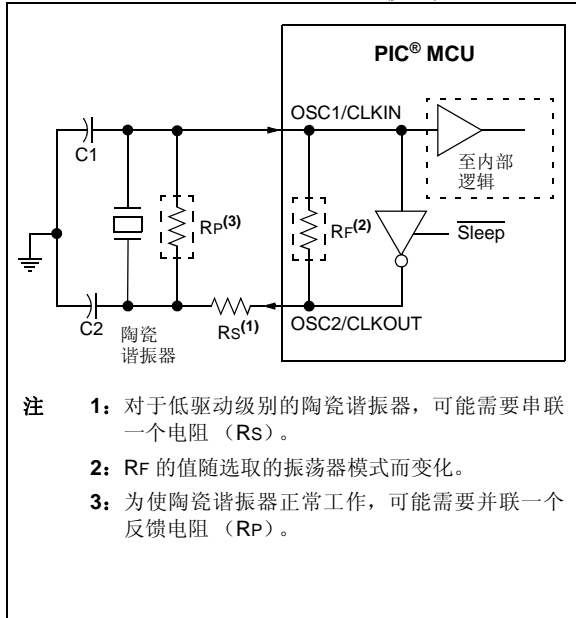 PIC® MCU
OSC1/CLKIN
C1
至内部
逻辑
RP(3)
RF(2)
Sleep
C2
陶瓷
谐振器
RS(1)
OSC2/CLKOUT
注 1：对于低驱动级别的陶瓷谐振器，可能需要串联
一个电阻 （RS）。
2：RF 的值随选取的振荡器模式而变化。
3：为使陶瓷谐振器正常工作，可能需要并联一个
反馈电阻 （RP）。